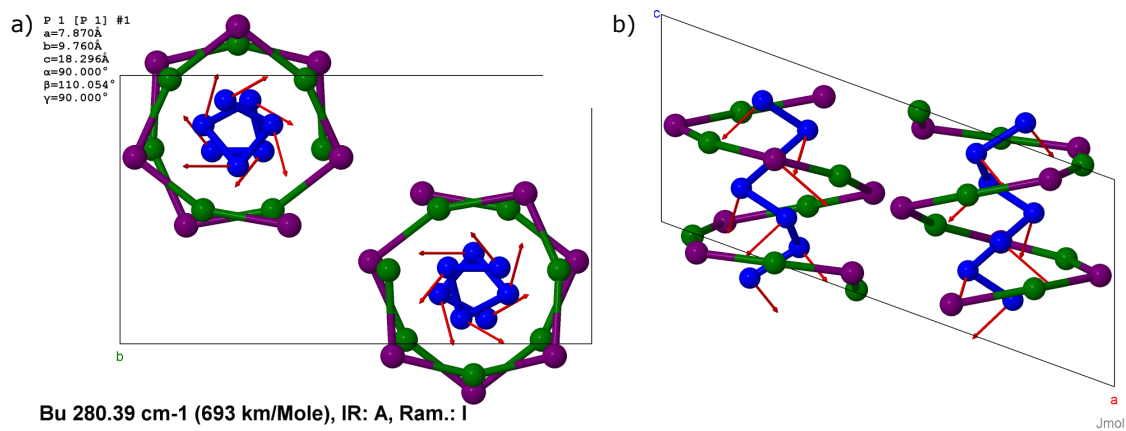 a)
P 1 [P 1] #1
a=7.870Å
b=9.760Å
c=18.296Å
α=90.000°
β=110.054°
γ=90.000°
b
Bu 280.39 cm-1 (693 km/Mole), IR: A, Ram.: I
b)
c
a
Jmol